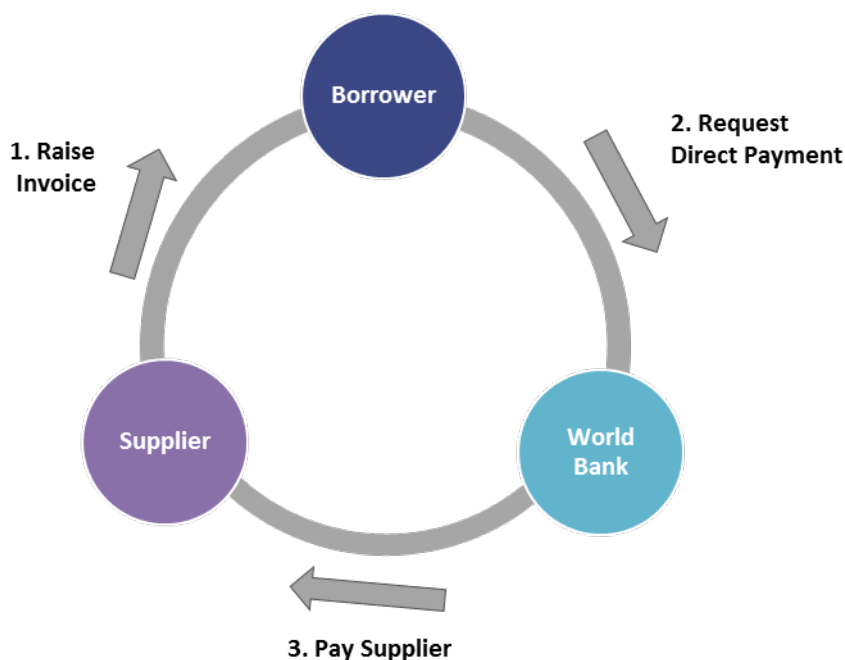 Borrower
1. Raise
Invoice
2. Request
Direct Payment
Supplier
World
Bank
3. Pay Supplier